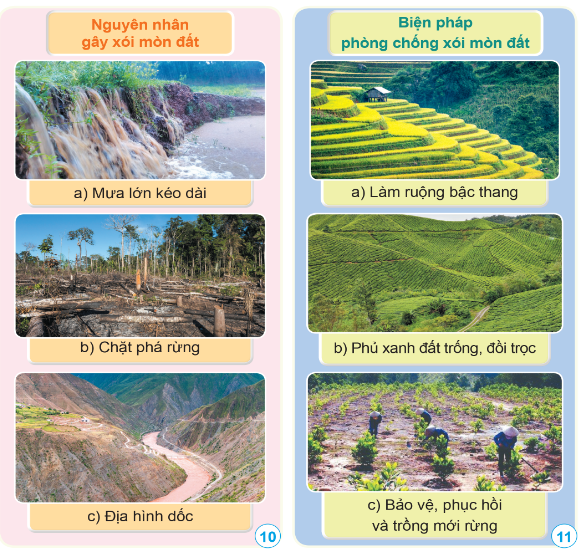 Nguyên nhân
gây xói mòn đất
a) Mưa lớn kéo dài
b) Chặt phá rừng
c) Địa hình dốc
10
Biện pháp
phòng chống xói mòn đất
a) Làm ruộng bậc thang
b) Phủ xanh đất trống, đồi trọc
c) Bảo vệ, phục hồi
và trồng mới rừng
11